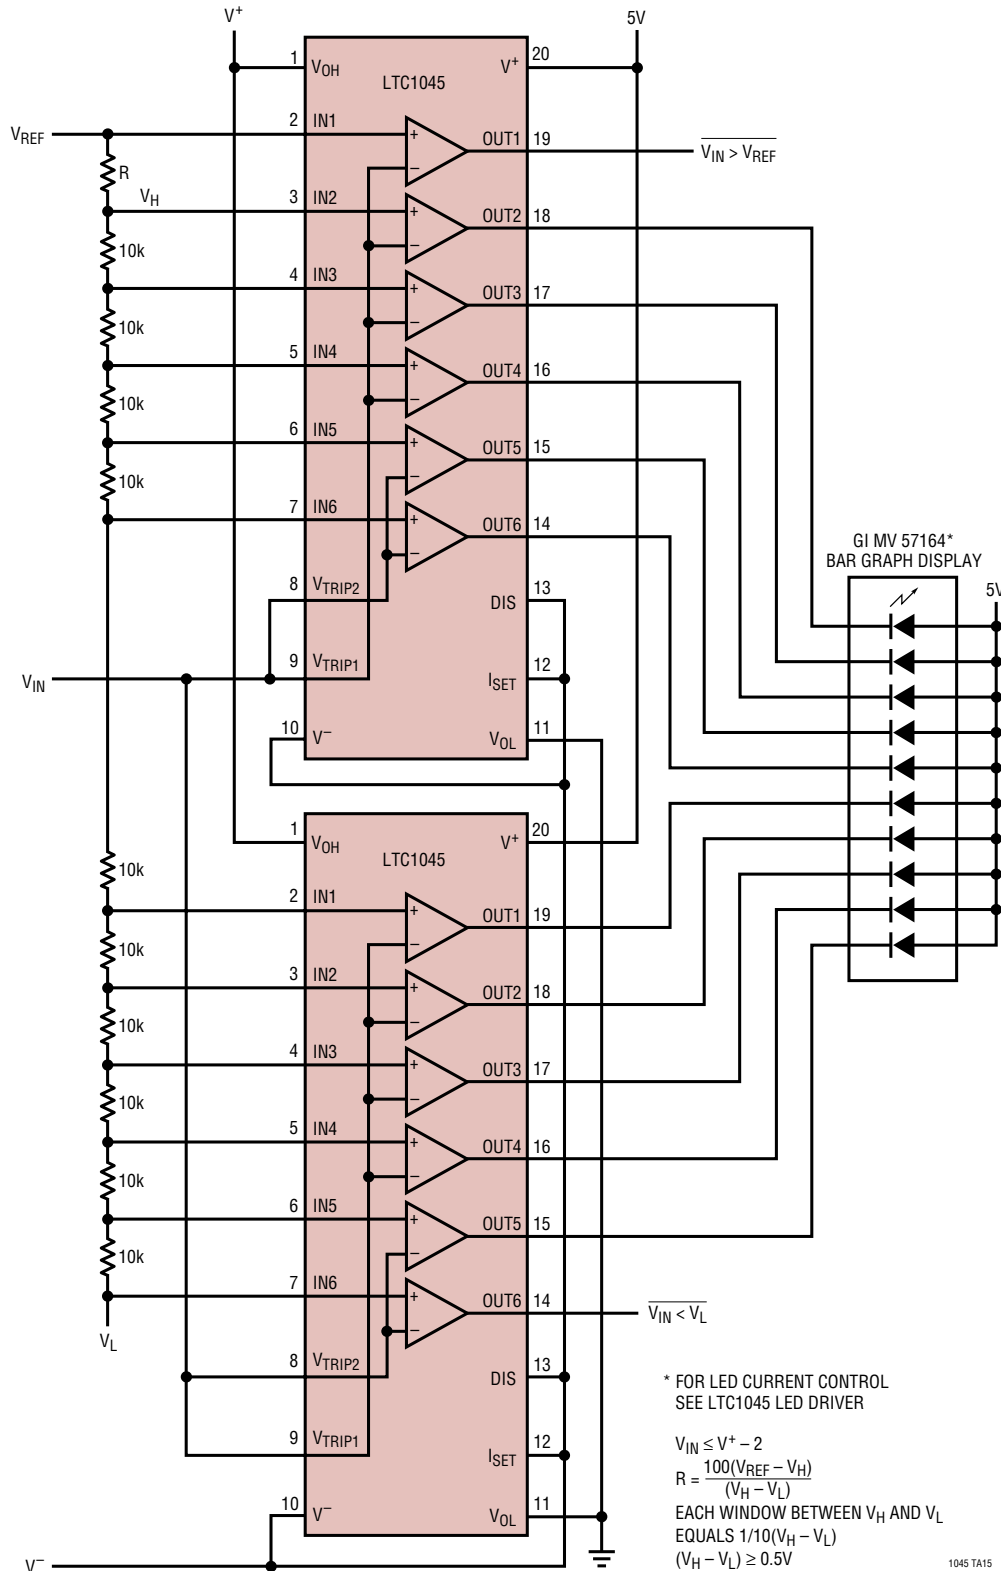 V+
5V
1
VOH
V+
20
LTC1045
VREF
2
IN1
+
−
OUT1
19
VIN > VREF
R
VH
3
IN2
+
−
OUT2
18
10k
4
IN3
+
−
OUT3
17
10k
5
IN4
+
−
OUT4
16
10k
6
IN5
+
−
OUT5
15
10k
7
IN6
+
−
OUT6
14
GI MV 57164*
BAR GRAPH DISPLAY
5V
8
VTRIP2
DIS
13
VIN
9
VTRIP1
ISET
12
10
V−
VOL
11
1
VOH
V+
20
LTC1045
10k
2
IN1
+
−
OUT1
19
10k
3
IN2
+
−
OUT2
18
10k
4
IN3
+
−
OUT3
17
10k
5
IN4
+
−
OUT4
16
10k
6
IN5
+
−
OUT5
15
10k
7
IN6
+
−
OUT6
14
VIN < VL
VL
8
VTRIP2
DIS
13
9
VTRIP1
ISET
12
10
V−
VOL
11
V−
* FOR LED CURRENT CONTROL
SEE LTC1045 LED DRIVER
VIN ≤ V+ – 2
R = 100(VREF – VH)
(VH – VL)
EACH WINDOW BETWEEN VH AND VL
EQUALS 1/10(VH – VL)
(VH – VL) ≥ 0.5V
1045 TA15